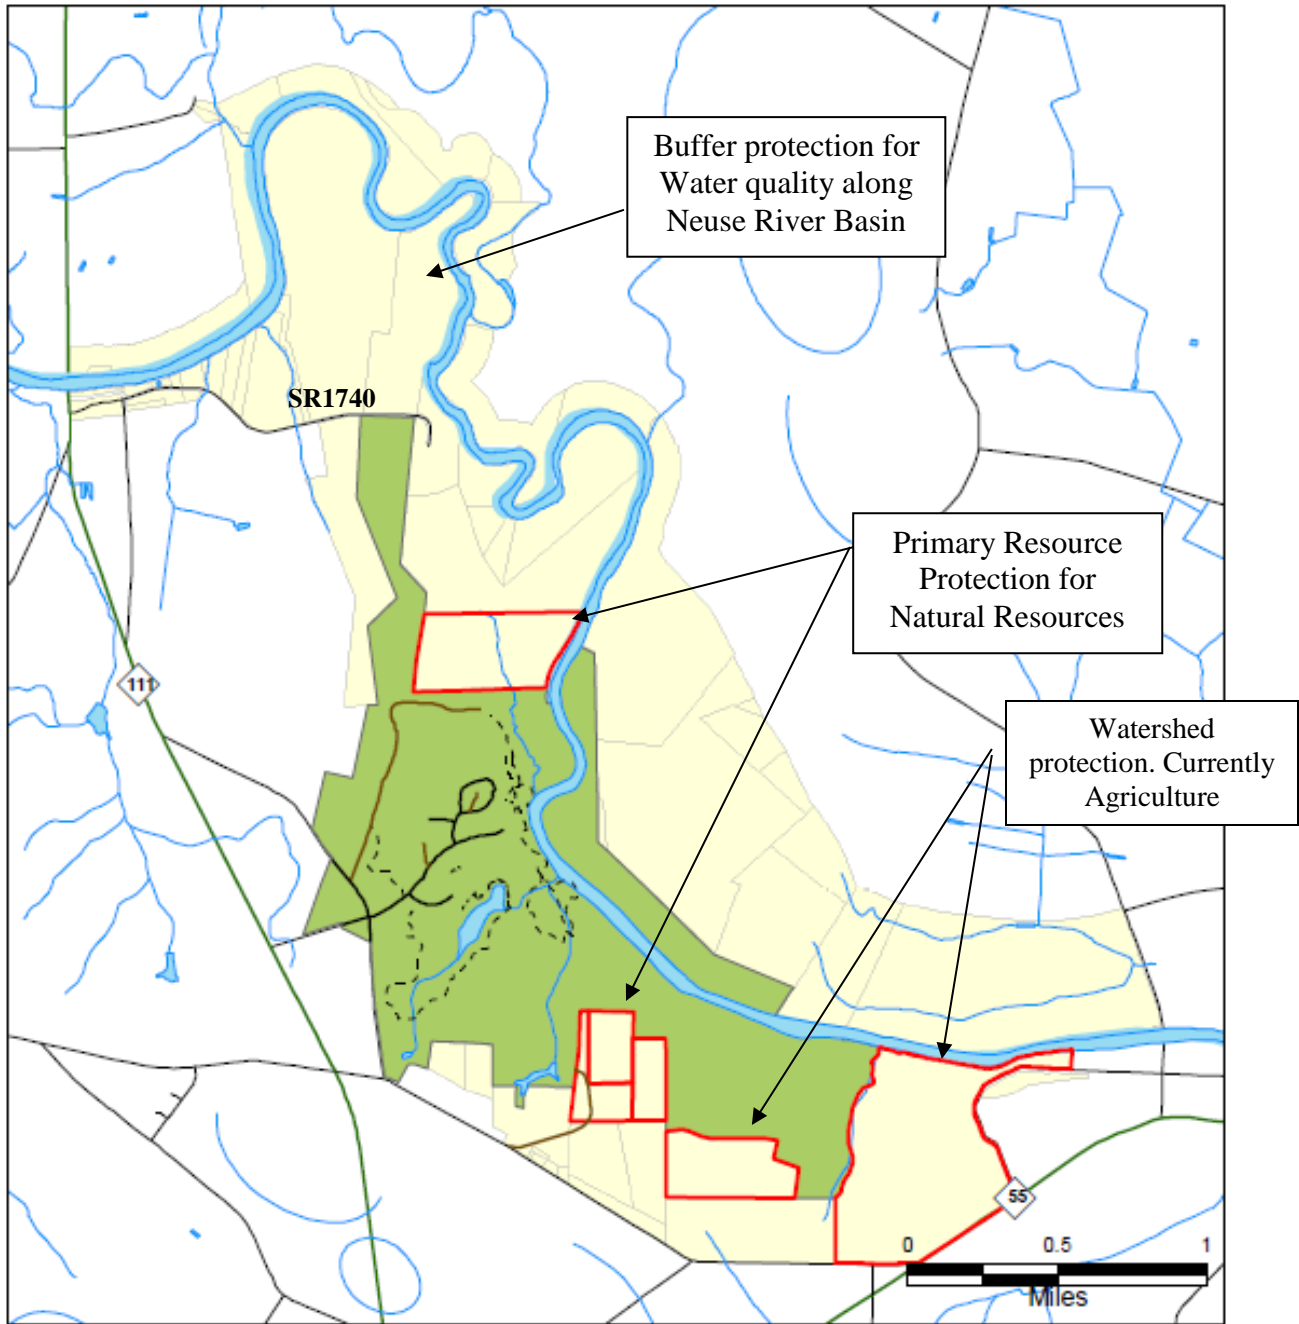 Buffer protection for
Water quality along
Neuse River Basin
SR1740
Primary Resource
Protection for
Natural Resources
111
Watershed
protection. Currently
Agriculture
55
0 0.5 1
Miles